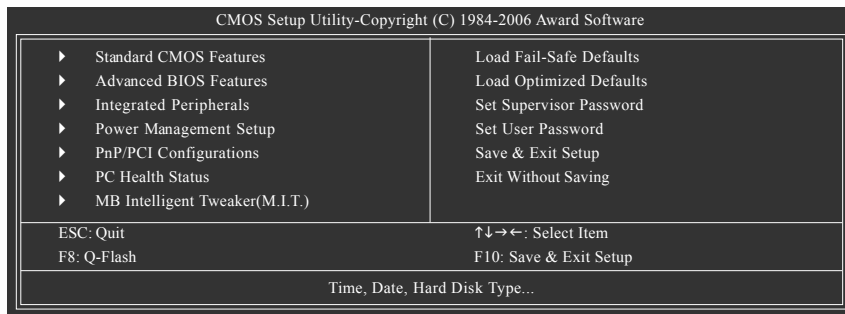 CMOS Setup Utility-Copyright (C) 1984-2006 Award Software
Standard CMOS Features
Advanced BIOS Features
Integrated Peripherals
Power Management Setup
PnP/PCI Configurations
PC Health Status
MB Intelligent Tweaker(M.I.T.)
Load Fail-Safe Defaults
Load Optimized Defaults
Set Supervisor Password
Set User Password
Save & Exit Setup
Exit Without Saving
ESC: Quit
↑↓→←: Select Item
F8: Q-Flash
F10: Save & Exit Setup
Time, Date, Hard Disk Type...